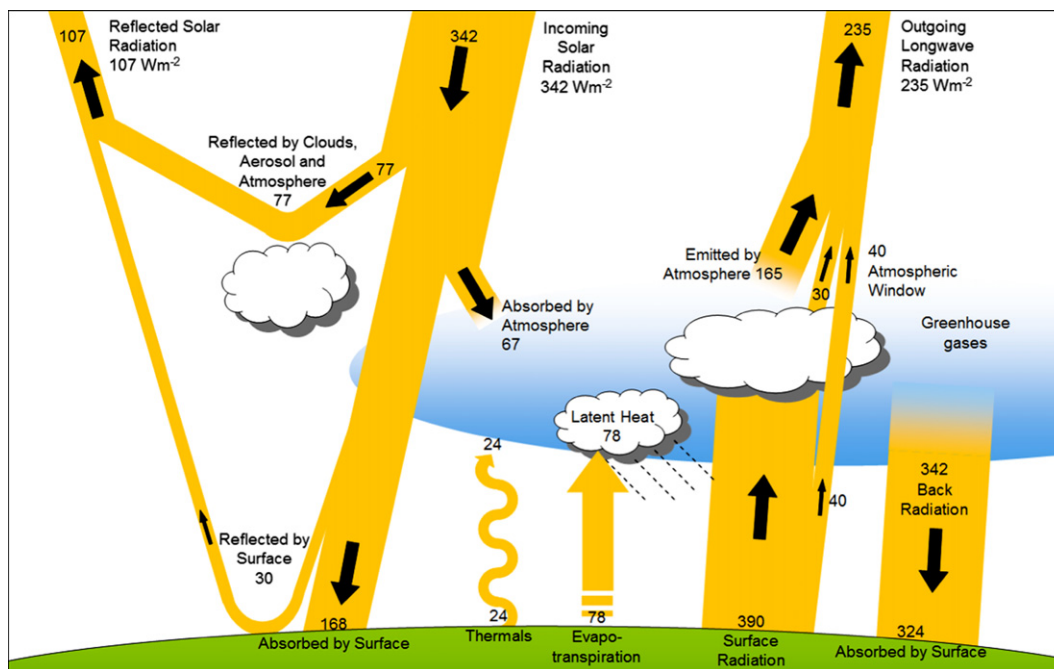 107
Reflected Solar
Radiation
107 Wm-2
342
Incoming
Solar
Radiation
342 Wm-2
235
Outgoing
Longwave
Radiation
235 Wm-2
Reflected by Clouds,
Aerosol and
Atmosphere
77
77
Emitted by
Atmosphere 165
30
40
Atmospheric
Window
Absorbed by
Atmosphere
67
Greenhouse
gases
Latent Heat
78
24
342
Back
Radiation
40
Reflected by
Surface
30
168
Absorbed by Surface
24
Thermals
78
Evapo-
transpiration
390
Surface
Radiation
324
Absorbed by Surface